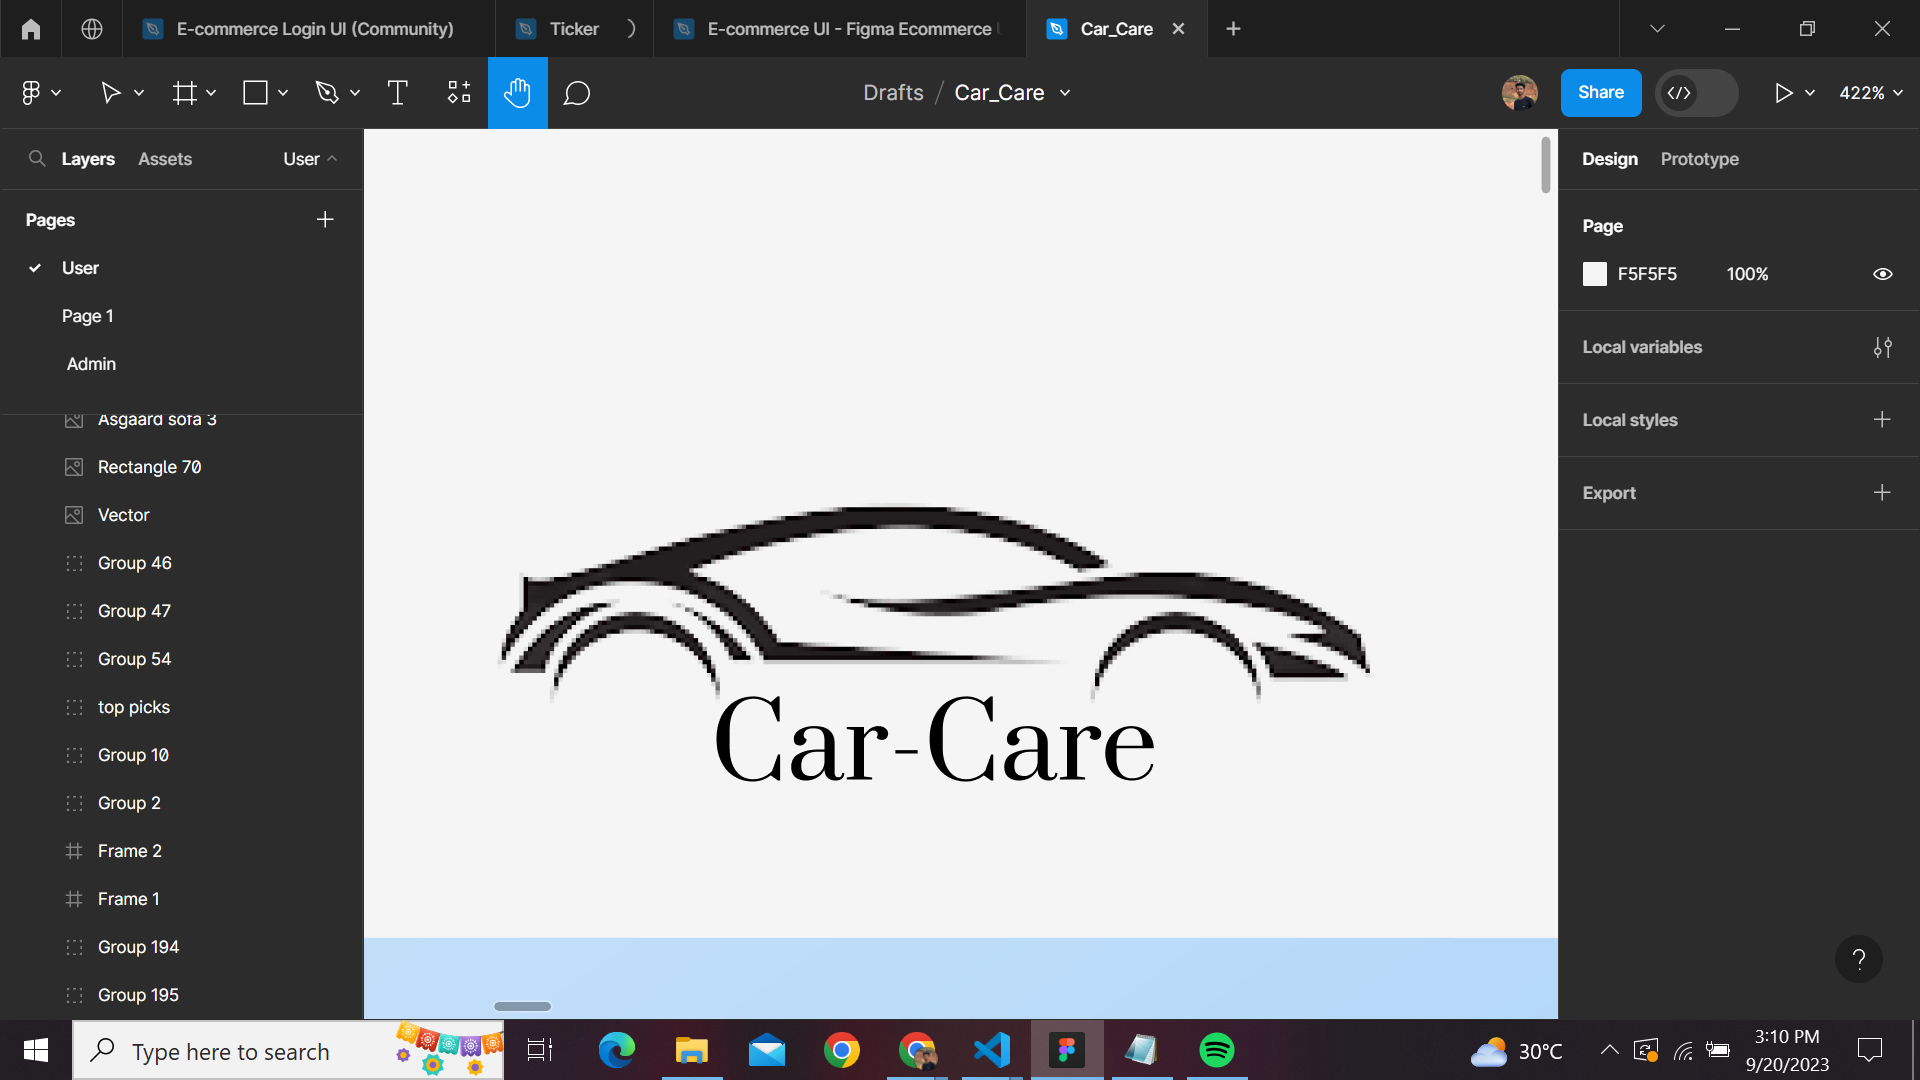 E-commerce Login UI (Community)
Ticker
E-commerce UI - Figma Ecommerce
Car_Care
Drafts / Car_Care
Share
422%
Layers
Assets
User
Pages
User
Page 1
Admin
Asgaard sofa 3
Rectangle 70
Vector
Group 46
Group 47
Group 54
top picks
Group 10
Group 2
Frame 2
Frame 1
Group 194
Group 195
Car-Care
Design
Prototype
Page
F5F5F5
100%
Local variables
Local styles
Export
?
Type here to search
30°C
3:10 PM
9/20/2023